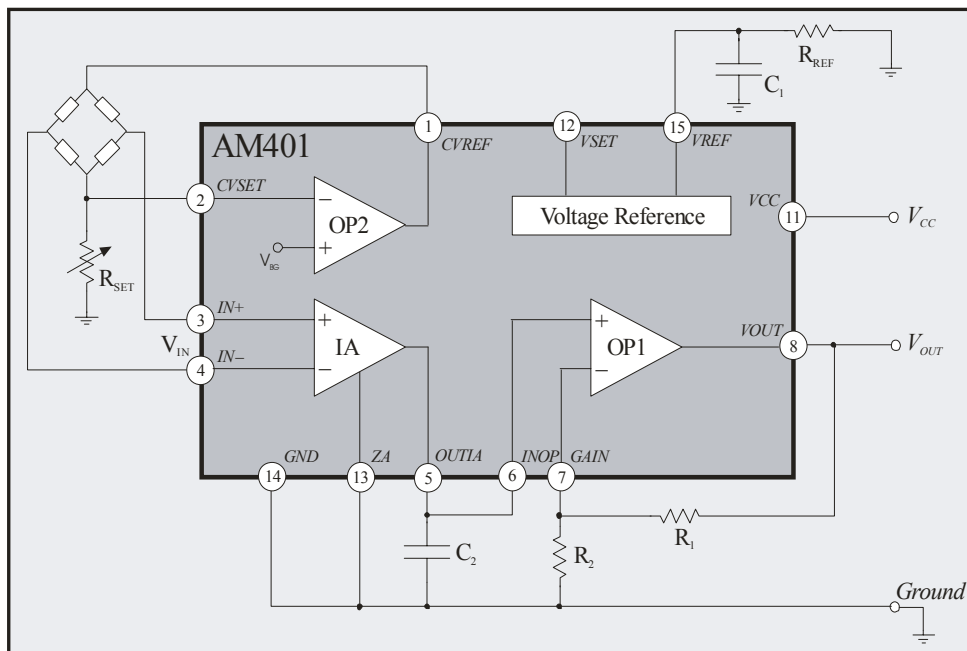 R_REF
C_1
1
12
15
AM401
CVREF
VSET
VREF
CVSET
2
−
OP2
+
V_BG
Voltage Reference
VCC
11
V_CC
R_SET
IN+
3
+
IA
−
V_IN
IN−
4
+
OP1
−
VOUT
8
V_OUT
GND
ZA
OUTIA
INOP
GAIN
14
13
5
6
7
C_2
R_2
R_1
Ground